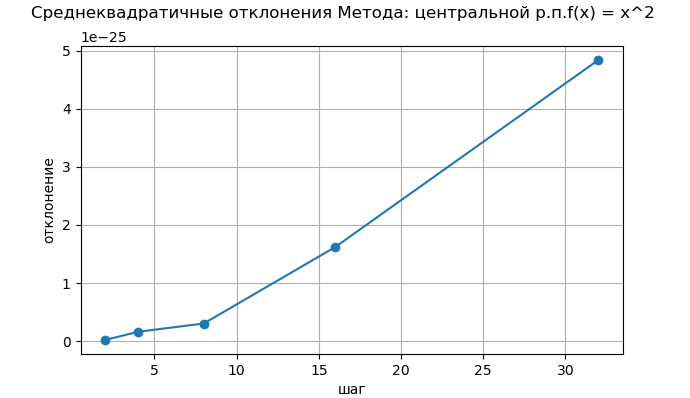 Среднеквадратичные отклонения Метода: центральной р.п.f(x) = x^2
1e−25
5
4
3
2
1
0
отклонение
5 10 15 20 25 30
шаг